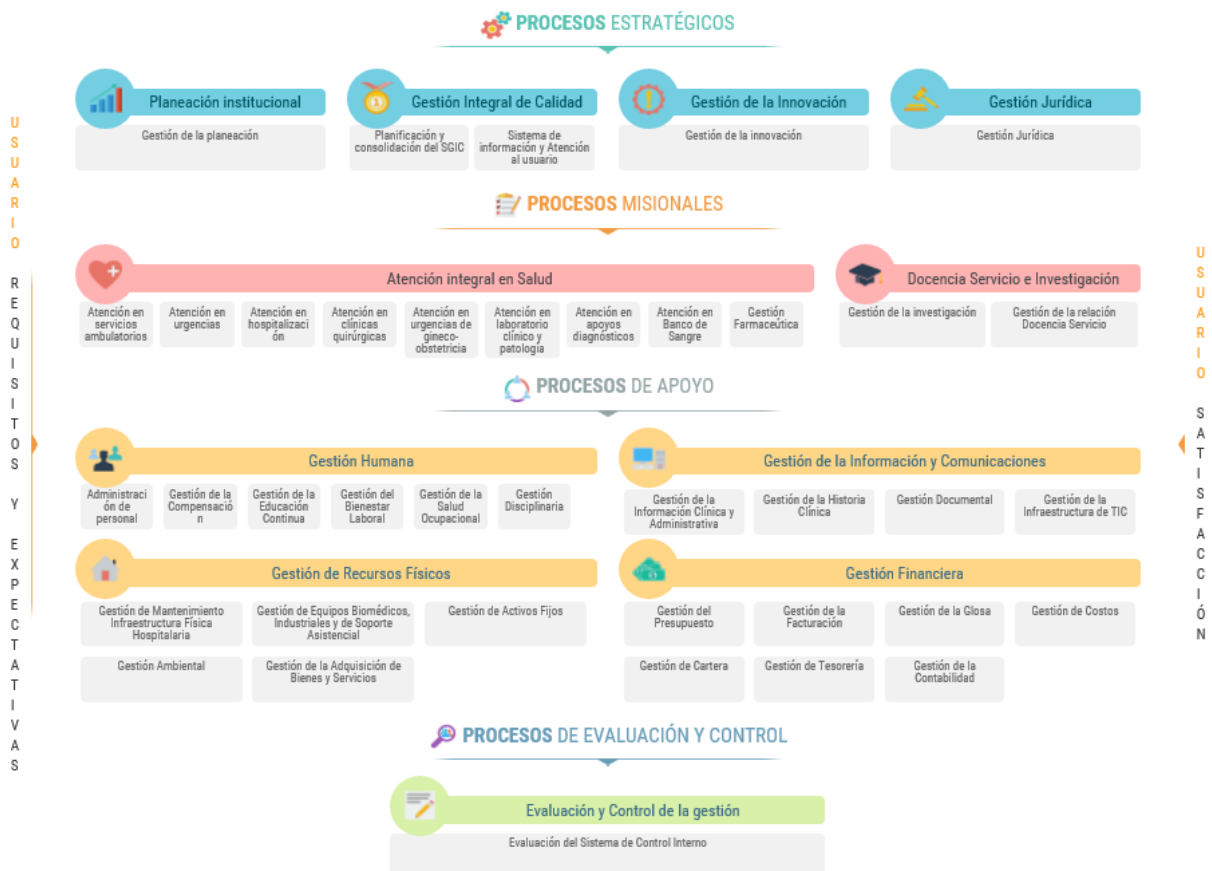 PROCESOS ESTRATÉGICOS
Planeación institucional
Gestión de la planeación
Gestión Integral de Calidad
Planificación y
consolidación del SGIC
Sistema de
información y Atención
al usuario
Gestión de la Innovación
Gestión de la innovación
Gestión Jurídica
Gestión Jurídica
USUARIO REQUISITOS Y EXPECTATIVAS
PROCESOS MISIONALES
Atención integral en Salud
Atención en
servicios
ambulatorios
Atención en
urgencias
Atención en
hospitalizaci
ón
Atención en
clínicas
quirúrgicas
Atención en
urgencias de
gineco-
obstetricia
Atención en
laboratorio
clínico y
patología
Atención en
apoyos
diagnósticos
Atención en
Banco de
Sangre
Gestión
Farmaceútica
Docencia Servicio e Investigación
Gestión de la investigación
Gestión de la relación
Docencia Servicio
USUARIO SATISFACCIÓN
PROCESOS DE APOYO
Gestión Humana
Administraci
ón de
personal
Gestión de la
Compensació
n
Gestión de la
Educación
Continua
Gestión del
Bienestar
Laboral
Gestión de la
Salud
Ocupacional
Gestión
Disciplinaria
Gestión de la Información y Comunicaciones
Gestión de la
Información Clínica y
Administrativa
Gestión de la Historia
Clínica
Gestión Documental
Gestión de la
Infraestructura de TIC
Gestión de Recursos Físicos
Gestión de Mantenimiento
Infraestructura Física
Hospitalaria
Gestión de Equipos Biomédicos,
Industriales y de Soporte
Asistencial
Gestión de Activos Fijos
Gestión Ambiental
Gestión de la Adquisición de
Bienes y Servicios
Gestión Financiera
Gestión del
Presupuesto
Gestión de la
Facturación
Gestión de la Glosa
Gestión de Costos
Gestión de Cartera
Gestión de Tesorería
Gestión de la
Contabilidad
PROCESOS DE EVALUACIÓN Y CONTROL
Evaluación y Control de la gestión
Evaluación del Sistema de Control Interno